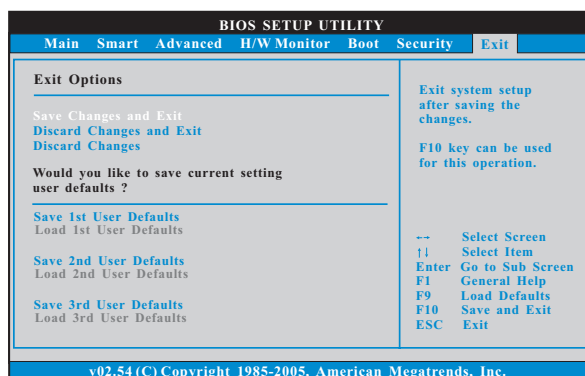 BIOS SETUP UTILITY
Main Smart Advanced H/W Monitor Boot Security Exit
Exit Options
Save Changes and Exit
Discard Changes and Exit
Discard Changes
Would you like to save current setting
user defaults ?
Save 1st User Defaults
Load 1st User Defaults
Save 2nd User Defaults
Load 2nd User Defaults
Save 3rd User Defaults
Load 3rd User Defaults
Exit system setup
after saving the
changes.
F10 key can be used
for this operation.
←→ Select Screen
↑↓ Select Item
Enter Go to Sub Screen
F1 General Help
F9 Load Defaults
F10 Save and Exit
ESC Exit
v02.54 (C) Copyright 1985-2005, American Megatrends, Inc.